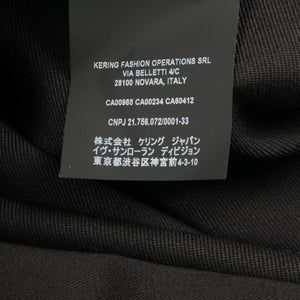 KERING FASHION OPERATIONS SRL
VIA BELLETTI 4/C
28100 NOVARA, ITALY
CA00985 CA00234 CA60412
CNPJ 21.756.072/0001-33
株式会社 ケリング ジャパン
イヴ・サンローラン ディビジョン
東京都渋谷区神宮前4-3-10